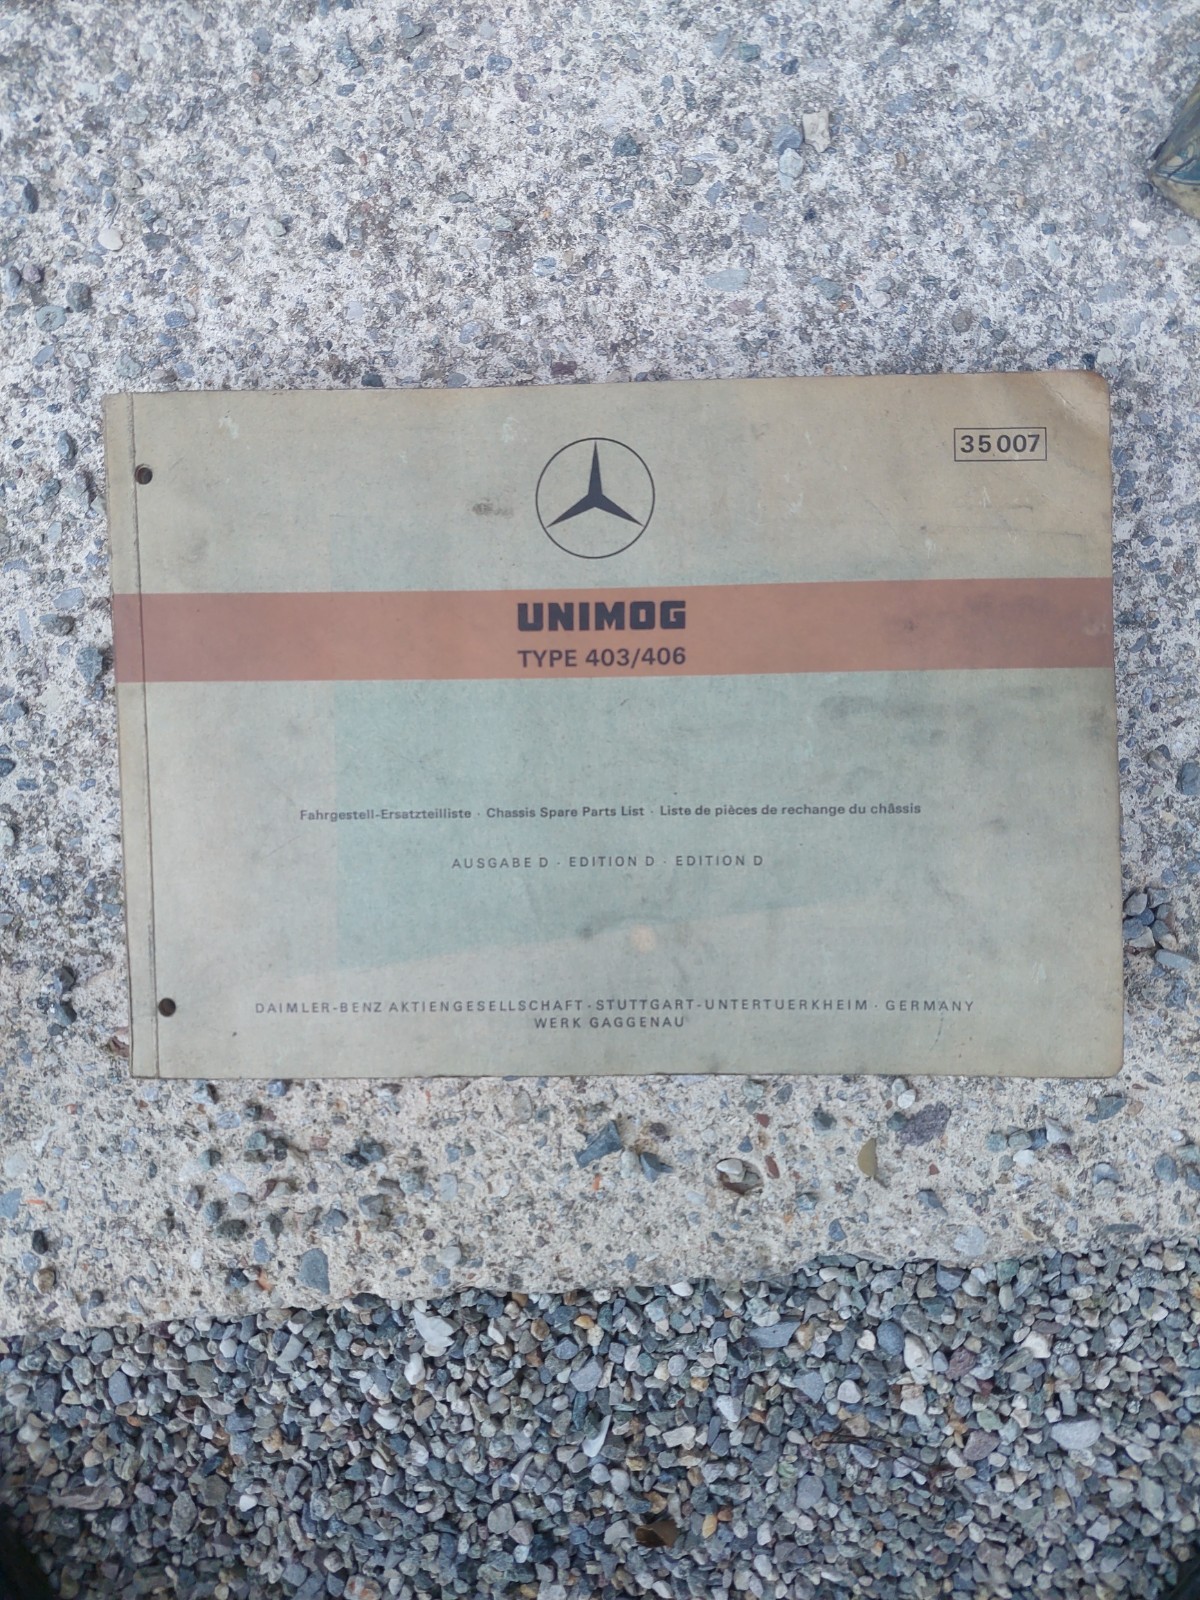 35 007
UNIMOG
TYPE 403/406
Fahrgestell-Ersatzteilliste · Chassis Spare Parts List · Liste de pièces de rechange du châssis
AUSGABE D · EDITION D · EDITION D
DAIMLER-BENZ AKTIENGESELLSCHAFT · STUTTGART-UNTERTUERKHEIM · GERMANY
WERK GAGGENAU